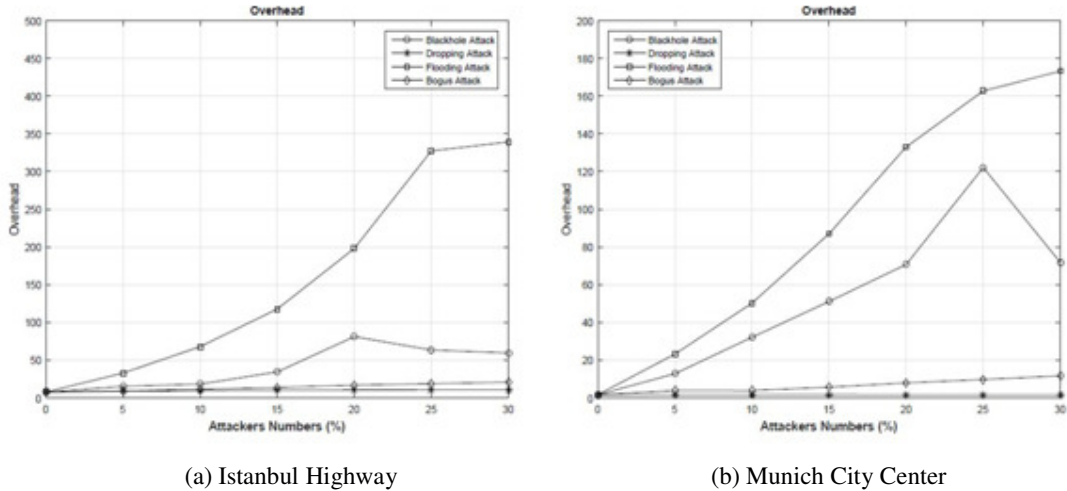 Overhead
500
450
400
350
300
250
200
150
100
50
0
Overhead
Blackhole Attack
Dropping Attack
Flooding Attack
Bogus Attack
0 5 10 15 20 25 30
Attackers Numbers (%)
(a) Istanbul Highway
Overhead
200
180
160
140
120
100
80
60
40
20
0
Overhead
Blackhole Attack
Dropping Attack
Flooding Attack
Bogus Attack
0 5 10 15 20 25 30
Attackers Numbers (%)
(b) Munich City Center